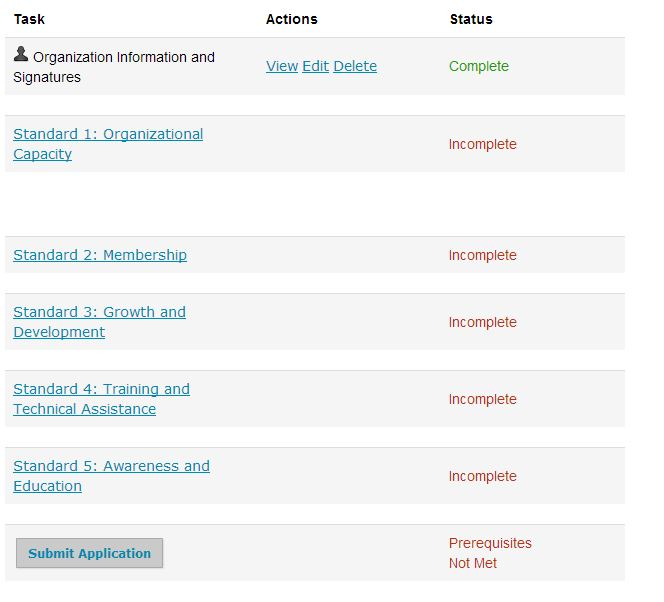 Task Actions Status
Organization Information and
Signatures
View Edit Delete
Complete
Standard 1: Organizational
Capacity
Incomplete
Standard 2: Membership
Incomplete
Standard 3: Growth and
Development
Incomplete
Standard 4: Training and
Technical Assistance
Incomplete
Standard 5: Awareness and
Education
Incomplete
Submit Application
Prerequisites
Not Met